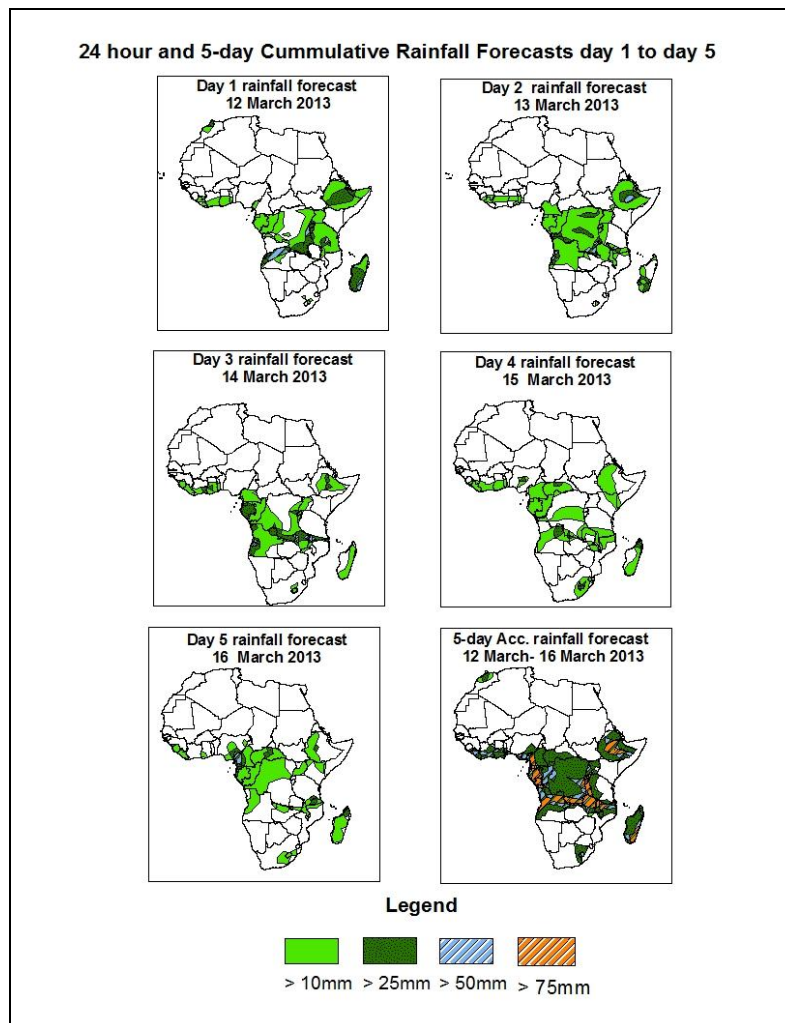 24 hour and 5-day Cummulative Rainfall Forecasts day 1 to day 5
Day 1 rainfall forecast
12 March 2013
Day 2 rainfall forecast
13 March 2013
Day 3 rainfall forecast
14 March 2013
Day 4 rainfall forecast
15 March 2013
Day 5 rainfall forecast
16 March 2013
5-day Acc. rainfall forecast
12 March- 16 March 2013
Legend
> 10mm > 25mm > 50mm > 75mm